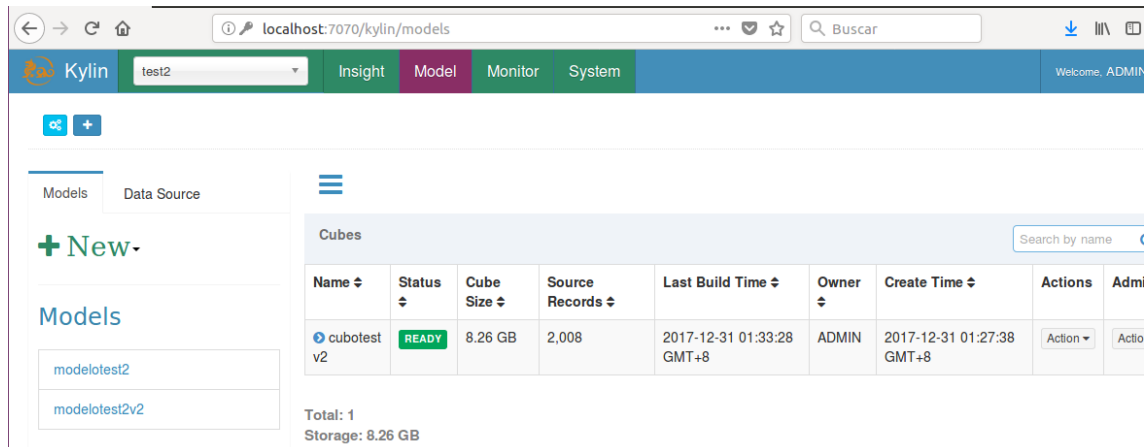 localhost:7070/kylin/models
Buscar
Kylin
test2
Insight
Model
Monitor
System
Welcome, ADMIN
Models
Data Source
New
Models
modelotest2
modelotest2v2
Cubes
Search by name
Name Status Cube Size Source Records Last Build Time Owner Create Time Actions Admi
cubotest READY 8.26 GB 2,008 2017-12-31 01:33:28 ADMIN 2017-12-31 01:27:38 Action Actio
v2 GMT+8 GMT+8
Total: 1
Storage: 8.26 GB